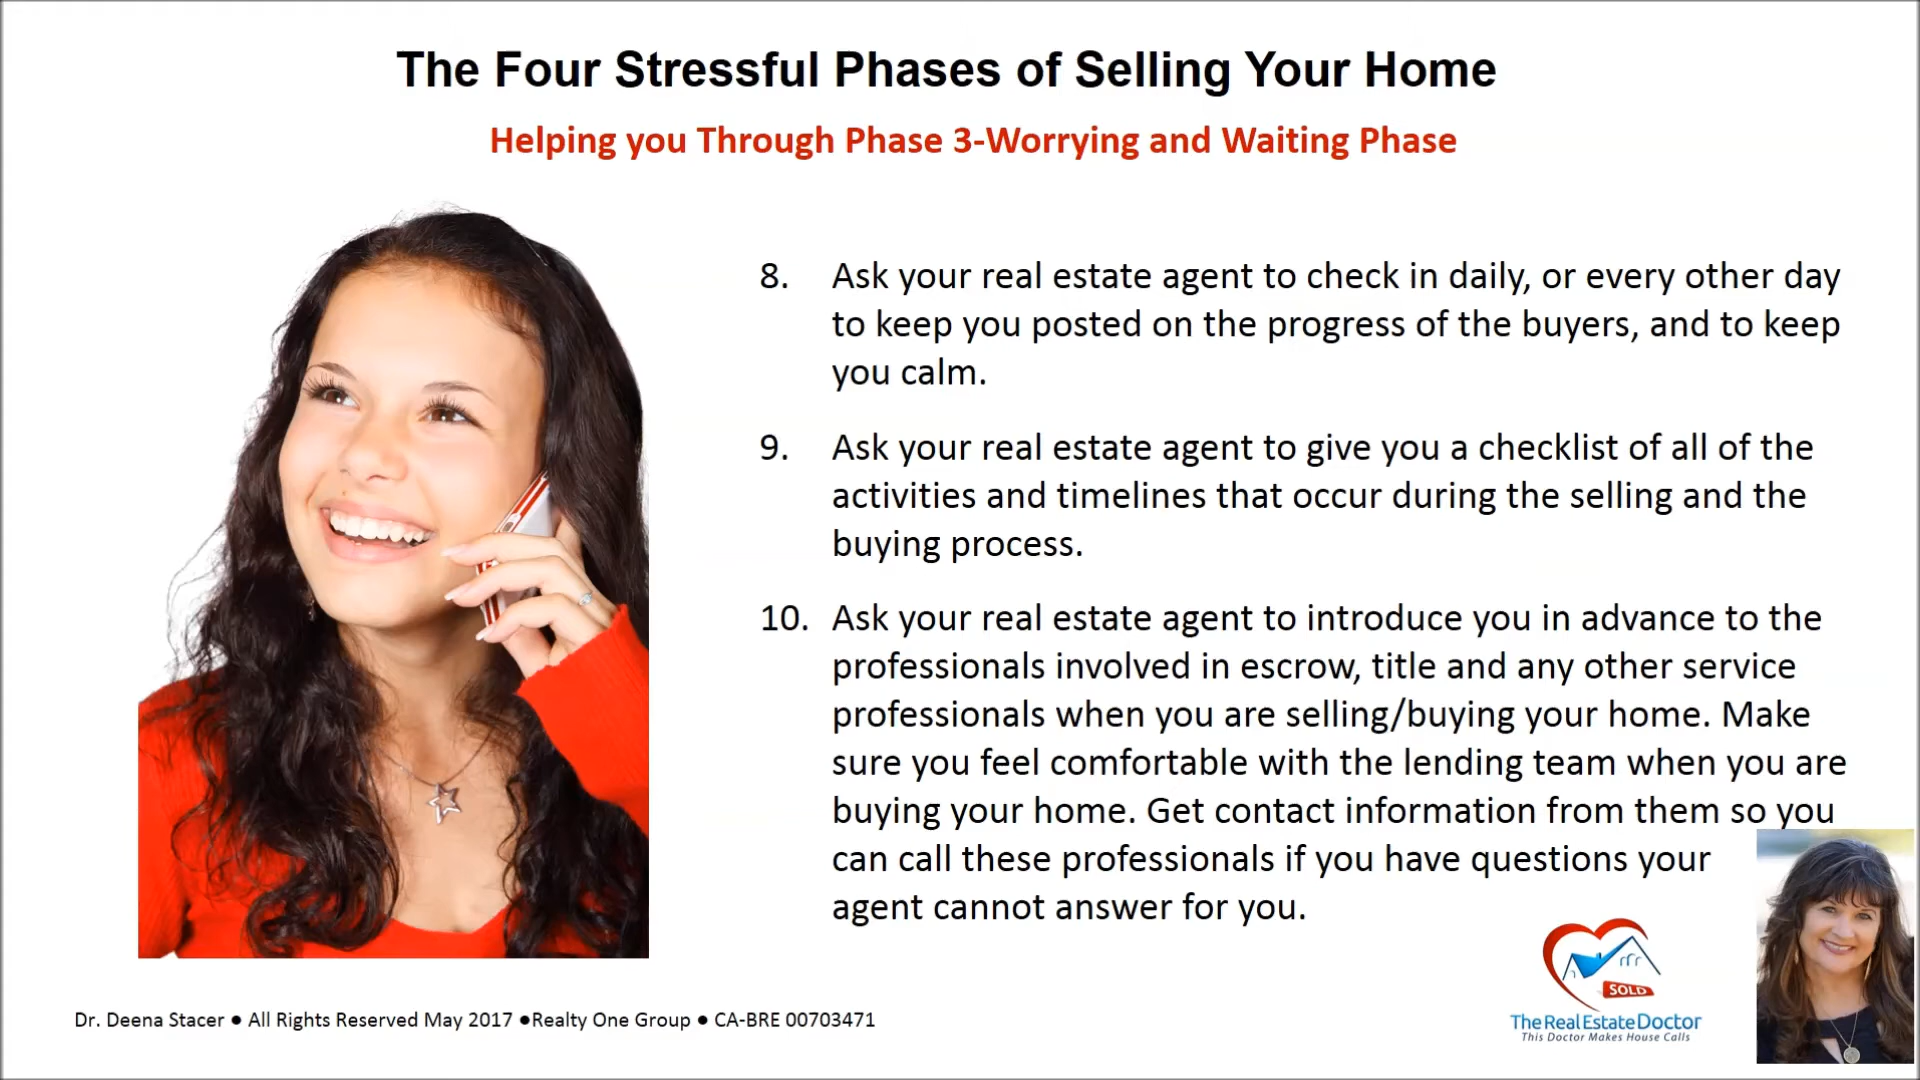 The Four Stressful Phases of Selling Your Home
Helping you Through Phase 3-Worrying and Waiting Phase
8. Ask your real estate agent to check in daily, or every other day
to keep you posted on the progress of the buyers, and to keep
you calm.
9. Ask your real estate agent to give you a checklist of all of the
activities and timelines that occur during the selling and the
buying process.
10. Ask your real estate agent to introduce you in advance to the
professionals involved in escrow, title and any other service
professionals when you are selling/buying your home. Make
sure you feel comfortable with the lending team when you are
buying your home. Get contact information from them so you
can call these professionals if you have questions your
agent cannot answer for you.
SOLD
TheRealEstateDoctor
This Doctor Makes House Calls
Dr. Deena Stacer ● All Rights Reserved May 2017 ●Realty One Group ● CA-BRE 00703471